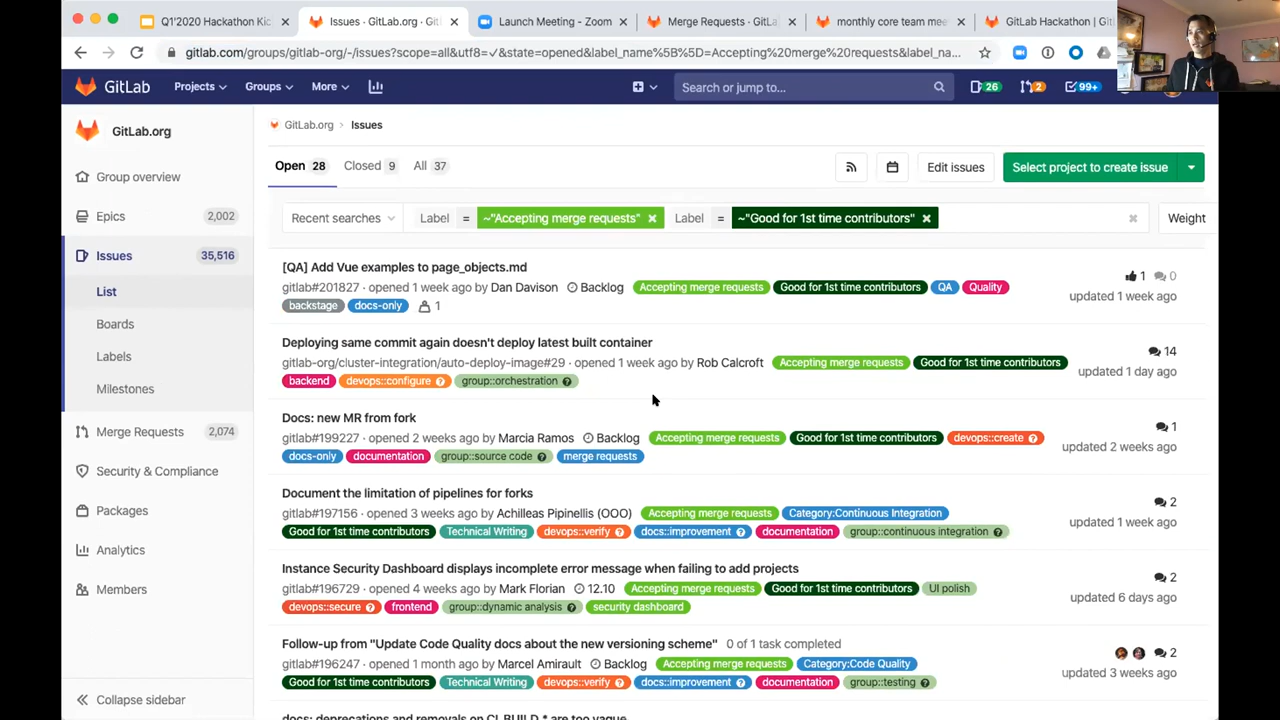 Q1'2020 Hackathon Kic
Issues · GitLab.org · Git
Launch Meeting - Zoom
Merge Requests · GitLa
monthly core team mee
GitLab Hackathon | Git
gitlab.com/groups/gitlab-org/-/issues?scope=all&utf8=✓&state=opened&label_name%5B%5D=Accepting%20merge%20requests&label_na...
GitLab
Projects
Groups
More
Search or jump to...
26
2
99+
GitLab.org
GitLab.org > Issues
Open 28
Closed 9
All 37
Edit issues
Select project to create issue
Group overview
Epics 2,002
Issues 35,516
List
Boards
Labels
Milestones
Merge Requests 2,074
Security & Compliance
Packages
Analytics
Members
Collapse sidebar
Recent searches
Label = ~"Accepting merge requests" Label = ~"Good for 1st time contributors"
Weight
[QA] Add Vue examples to page_objects.md
gitlab#201827 · opened 1 week ago by Dan Davison Backlog Accepting merge requests Good for 1st time contributors QA Quality
backstage docs-only 1
1 0
updated 1 week ago
Deploying same commit again doesn't deploy latest built container
gitlab-org/cluster-integration/auto-deploy-image#29 · opened 1 week ago by Rob Calcroft Accepting merge requests Good for 1st time contributors
backend devops::configure group::orchestration
14
updated 1 day ago
Docs: new MR from fork
gitlab#199227 · opened 2 weeks ago by Marcia Ramos Backlog Accepting merge requests Good for 1st time contributors devops::create
docs-only documentation group::source code merge requests
1
updated 2 weeks ago
Document the limitation of pipelines for forks
gitlab#197156 · opened 3 weeks ago by Achilleas Pipinellis (OOO) Accepting merge requests Category:Continuous Integration
Good for 1st time contributors Technical Writing devops::verify docs::improvement documentation group::continuous integration
2
updated 1 week ago
Instance Security Dashboard displays incomplete error message when failing to add projects
gitlab#196729 · opened 4 weeks ago by Mark Florian 12.10 Accepting merge requests Good for 1st time contributors UI polish
devops::secure frontend group::dynamic analysis security dashboard
2
updated 6 days ago
Follow-up from "Update Code Quality docs about the new versioning scheme" 0 of 1 task completed
gitlab#196247 · opened 1 month ago by Marcel Amirault Backlog Accepting merge requests Category:Code Quality
Good for 1st time contributors Technical Writing devops::verify docs::improvement documentation group::testing
2
updated 3 weeks ago
docs: deprecations and removals on CI_BUILD_* are too vague